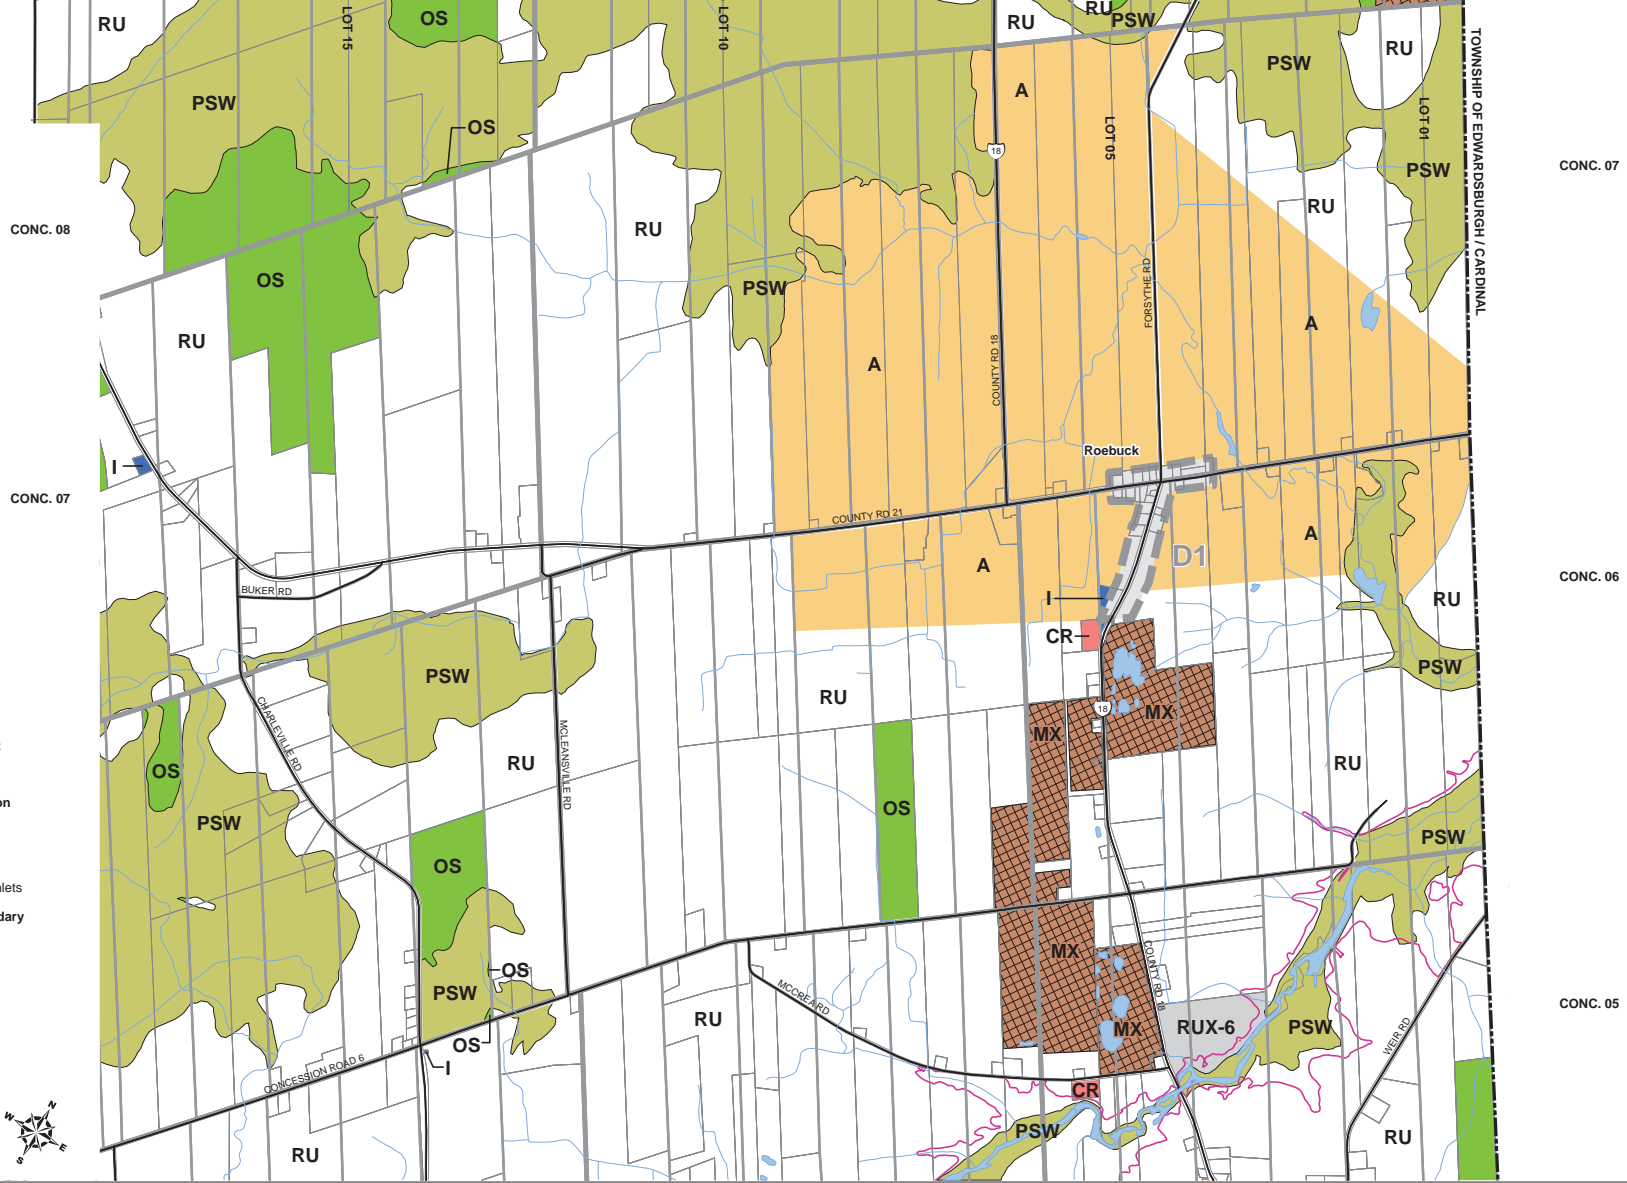 RU
LOT 15
OS
LOT 10
RU
RU
PSW
RU
PSW
TOWNSHIP OF EDWARDSBURGH / CARDINAL
PSW
A
OS
LOT 05
LOT 01
18
CONC. 07
PSW
RU
CONC. 08
RU
OS
PSW
FORSYTHE RD
A
RU
COUNTY RD 18
A
Roebuck
I
CONC. 07
COUNTY RD 21
A
D1
A
CONC. 06
BUKER RD
I
RU
CR
PSW
PSW
RU
CHARLEVILLE RD
MCLEANSVILLE RD
18
MX
MX
RU
RU
OS
on
OS
PSW
PSW
OS
nlets
dary
MX
COUNTY RD 18
OS
PSW
MCCREA RD
CONC. 05
RU
MX
RUX-6
PSW
WEIR RD
OS
I
CONCESSION ROAD 6
CR
N
W
E
S
PSW
RU
RU